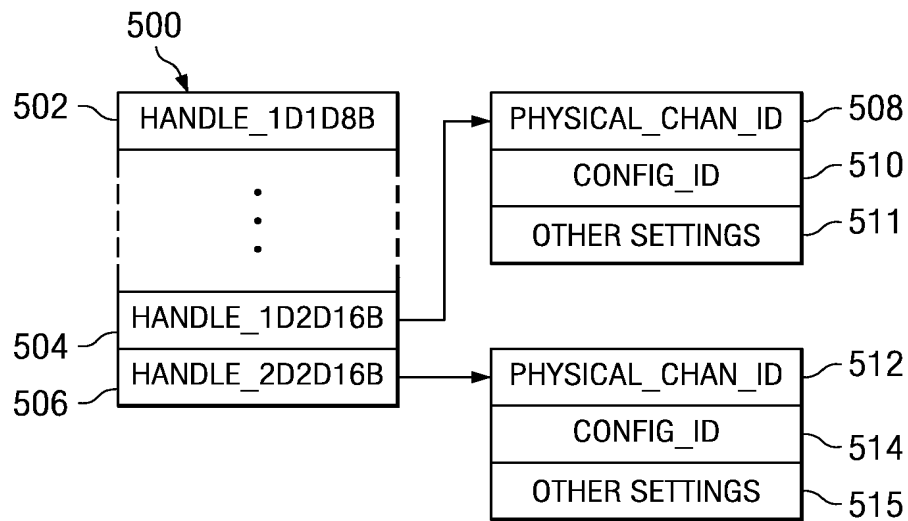 500
502
HANDLE_1D1D8B
HANDLE_1D2D16B
504
HANDLE_2D2D16B
506
PHYSICAL_CHAN_ID
508
CONFIG_ID
510
OTHER SETTINGS
511
PHYSICAL_CHAN_ID
512
CONFIG_ID
514
OTHER SETTINGS
515